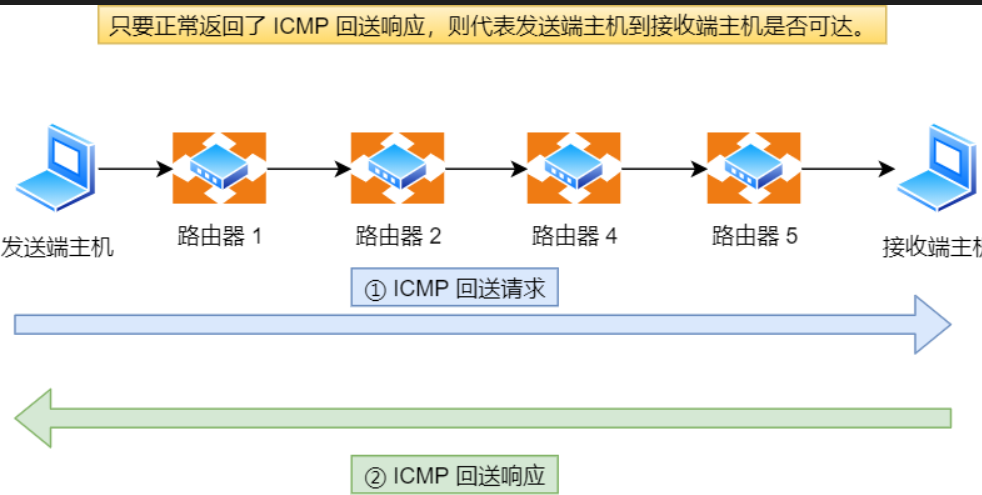 只要正常返回了 ICMP 回送响应，则代表发送端主机到接收端主机是否可达。
发送端主机
路由器 1
路由器 2
路由器 4
路由器 5
接收端主机
① ICMP 回送请求
② ICMP 回送响应